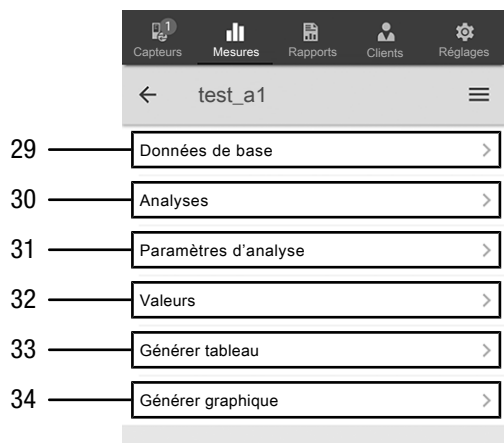 1
Capteurs Mesures Rapports Clients Réglages
test_a1
29 Données de base
30 Analyses
31 Paramètres d’analyse
32 Valeurs
33 Générer tableau
34 Générer graphique